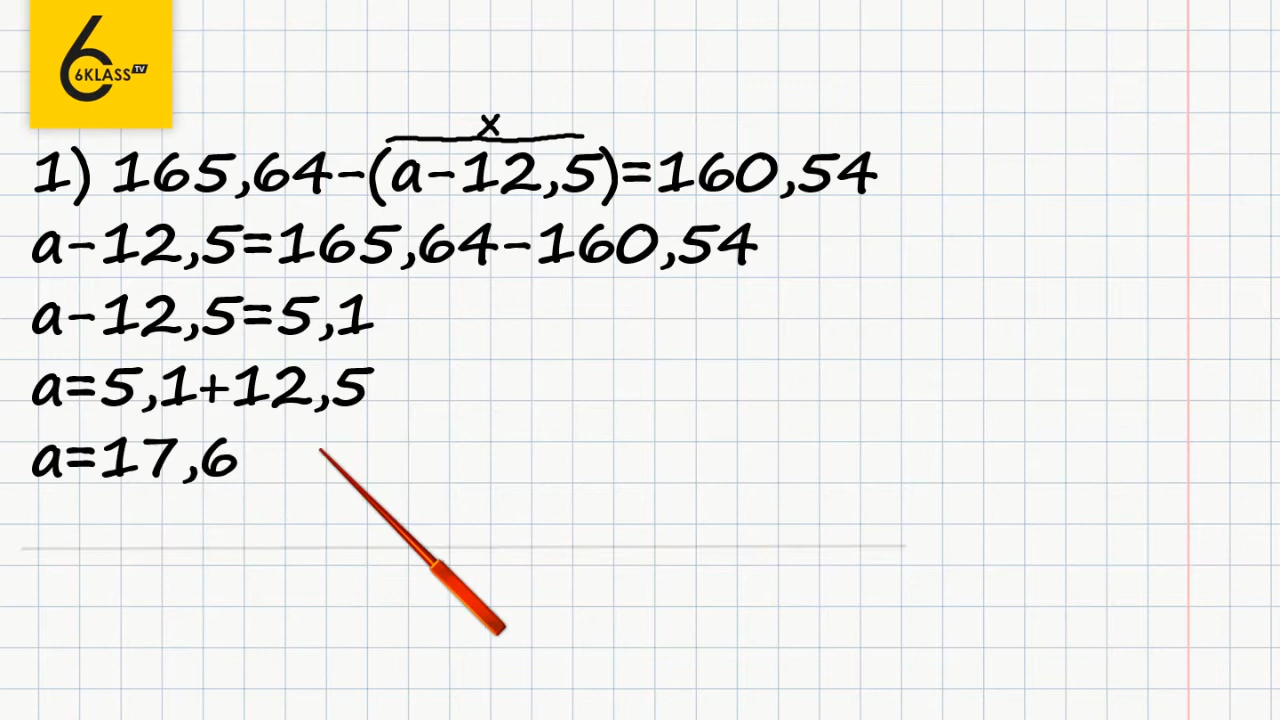 6
6KLASS TV
x
1) 165,64-(a-12,5)=160,54
a-12,5=165,64-160,54
a-12,5=5,1
a=5,1+12,5
a=17,6